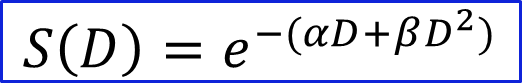 S(D) = e^{-(αD+βD^2)}